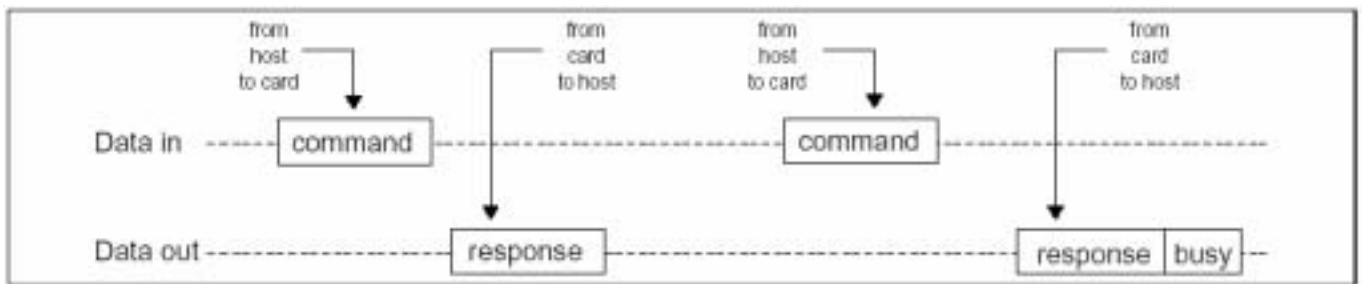 from
host
to card
from
card
to host
from
host
to card
from
card
to host
Data in
command
command
Data out
response
response
busy